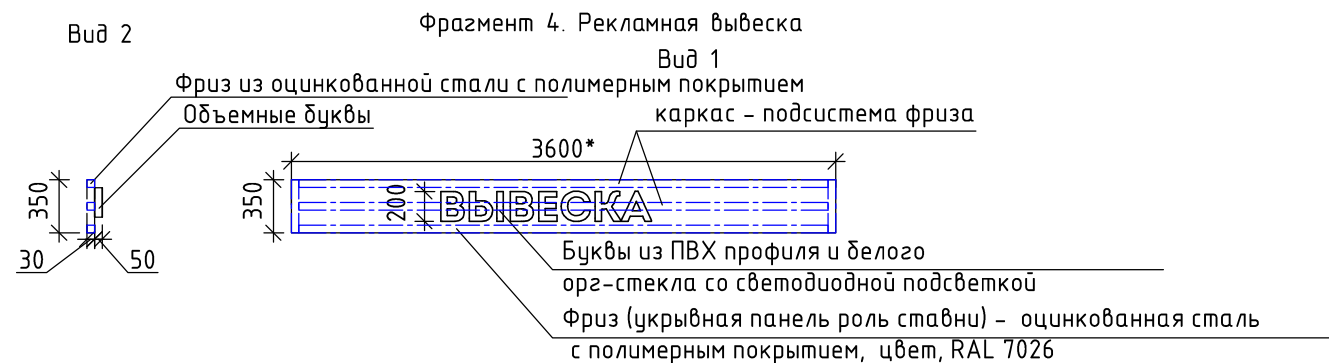 Фрагмент 4. Рекламная вывеска
Вид 2
Вид 1
Фриз из оцинкованной стали с полимерным покрытием
Объемные буквы
каркас - подсистема фриза
3600*
350
350
200
ВЫВЕСКА
30
50
Буквы из ПВХ профиля и белого
орг-стекла со светодиодной подсветкой
Фриз (укрывная панель роль ставни) - оцинкованная сталь
с полимерным покрытием, цвет, RAL 7026